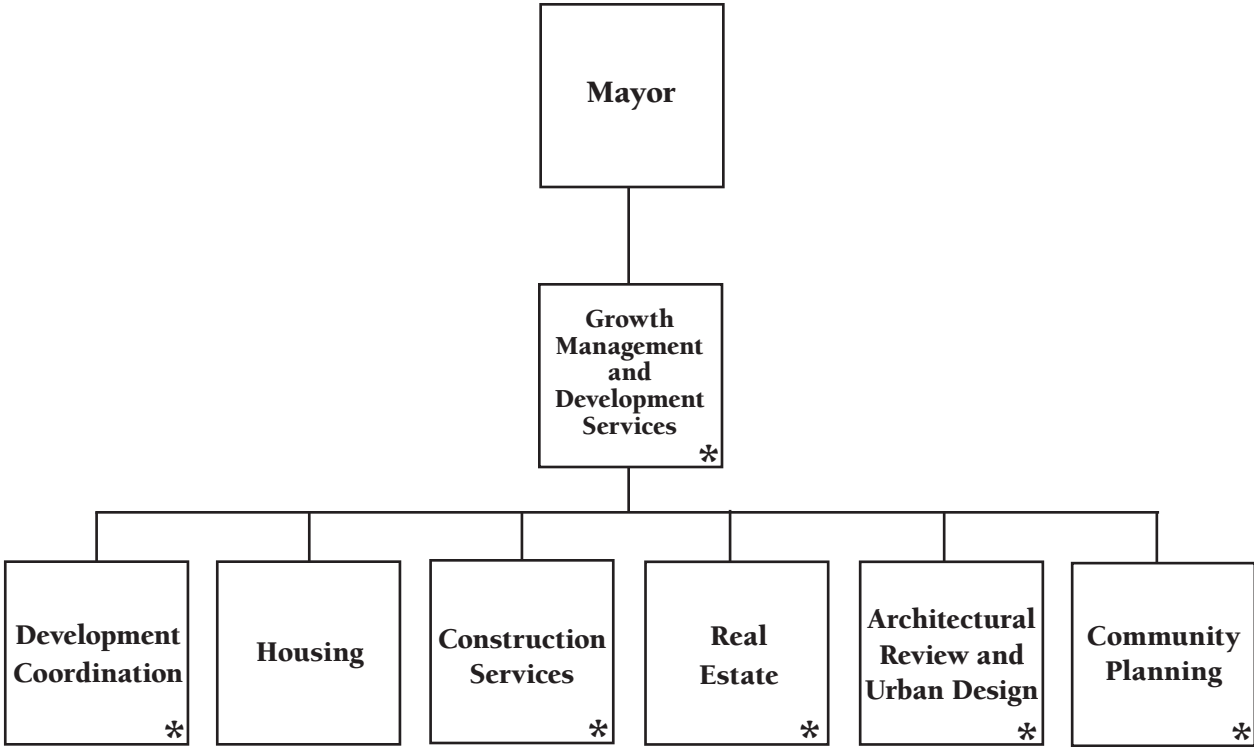 Mayor
Growth
Management
and
Development
Services
*
Development
Coordination
*
Housing
Construction
Services
*
Real
Estate
*
Architectural
Review and
Urban Design
*
Community
Planning
*